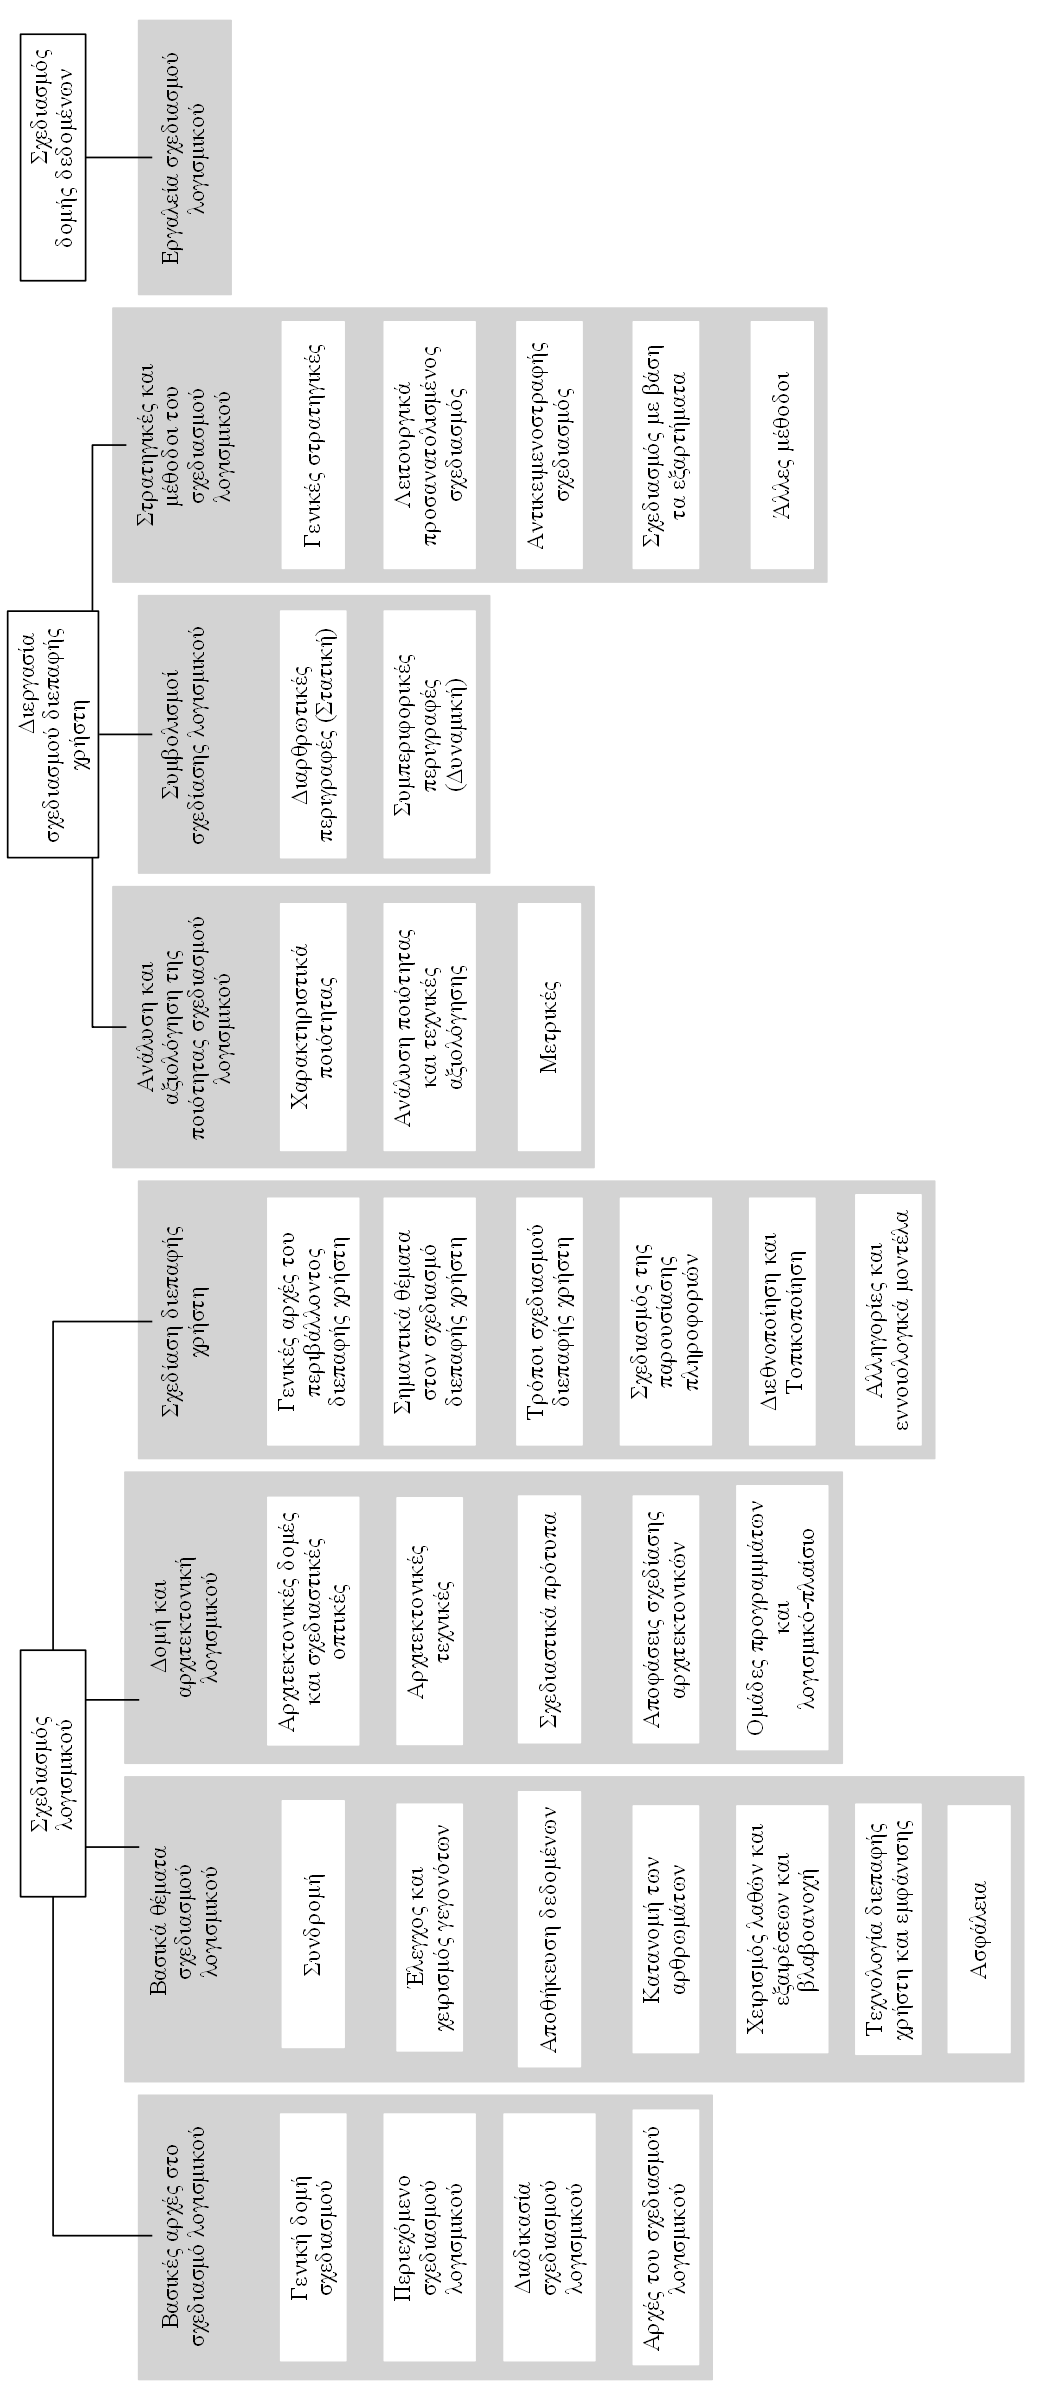 Σχεδιασμός
λογισμικού
Βασικές αρχές στο
σχεδιασμό λογισμικού
Γενική δομή
σχεδιασμού
Περιεχόμενο
σχεδιασμού
λογισμικού
Διαδικασία
σχεδιασμού
λογισμικού
Αρχές του σχεδιασμού
λογισμικού
Βασικά θέματα
σχεδιασμού
λογισμικού
Συνδρομή
Έλεγχος και
χειρισμός γεγονότων
Αποθήκευση δεδομένων
Κατανομή των
αρθρωμάτων
Χειρισμός λαθών και
εξαιρέσεων και
βλαβοανοχή
Τεχνολογία διεπαφής
χρήστη και εμφάνισης
Ασφάλεια
Δομή και
αρχιτεκτονική
λογισμικού
Αρχιτεκτονικές δομές
και σχεδιαστικές
οπτικές
Αρχιτεκτονικές
τεχνικές
Σχεδιαστικά πρότυπα
Αποφάσεις σχεδίασης
αρχιτεκτονικών
Ομάδες προγραμμάτων
και
λογισμικό-πλαίσιο
Σχεδίαση διεπαφής
χρήστη
Γενικές αρχές του
περιβάλλοντος
διεπαφής χρήστη
Σημαντικά θέματα
στον σχεδιασμό
διεπαφής χρήστη
Τρόποι σχεδιασμού
διεπαφής χρήστη
Σχεδιασμός της
παρουσίασης
πληροφοριών
Διεθνοποίηση και
Τοπικοποίηση
Αλληγορίες και
εννοιολογικά μοντέλα
Διεργασία
σχεδιασμού διεπαφής
χρήστη
Ανάλυση και
αξιολόγηση της
ποιότητας σχεδιασμού
λογισμικού
Χαρακτηριστικά
ποιότητας
Ανάλυση ποιότητας
και τεχνικές
αξιολόγησης
Μετρικές
Συμβολισμοί
σχεδίασης λογισμικού
Διαρθρωτικές
περιγραφές (Στατική)
Συμπεριφορικές
περιγραφές
(Δυναμική)
Στρατηγικές και
μέθοδοι του
σχεδιασμού
λογισμικού
Γενικές στρατηγικές
Λειτουργικά
προσανατολισμένος
σχεδιασμός
Αντικειμενοστραφής
σχεδιασμός
Σχεδιασμός με βάση
τα εξαρτήματα
Άλλες μέθοδοι
Σχεδιασμός
δομής δεδομένων
Εργαλεία σχεδιασμού
λογισμικού